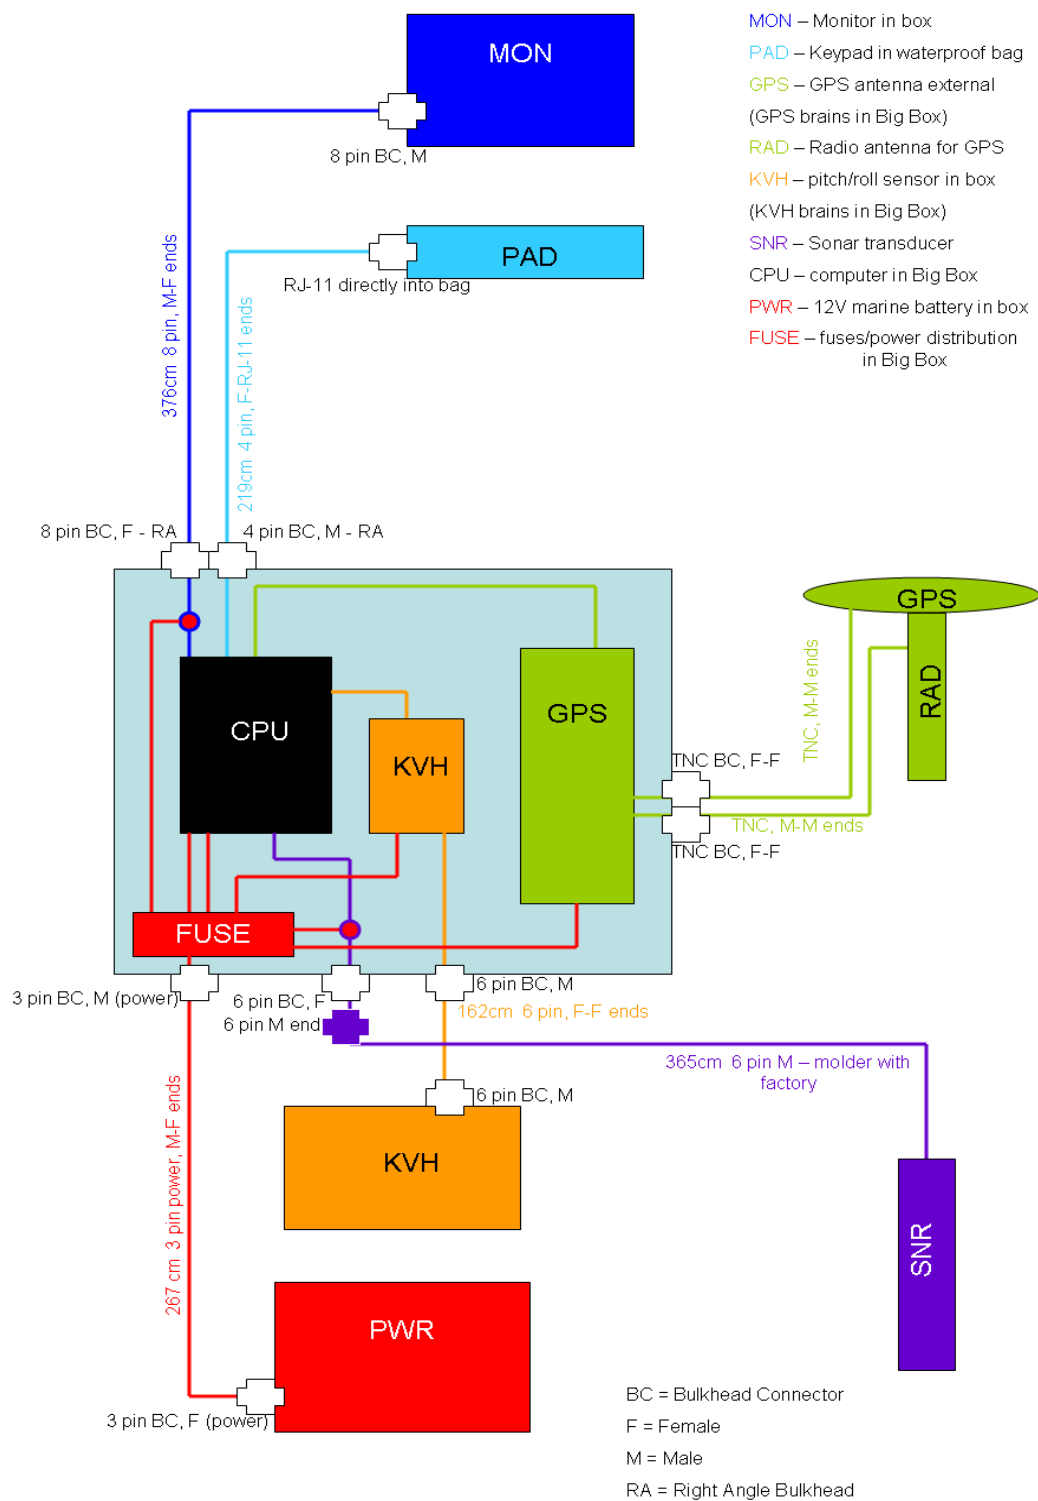 MON
MON – Monitor in box
PAD – Keypad in waterproof bag
GPS – GPS antenna external
(GPS brains in Big Box)
RAD – Radio antenna for GPS
KVH – pitch/roll sensor in box
(KVH brains in Big Box)
SNR – Sonar transducer
CPU – computer in Big Box
PWR – 12V marine battery in box
FUSE – fuses/power distribution
in Big Box
8 pin BC, M
376cm 8 pin, M-F ends
PAD
RJ-11 directly into bag
219cm 4 pin, F-RJ-11 ends
8 pin BC, F - RA
4 pin BC, M - RA
GPS
RAD
TNC, M-M ends
CPU
KVH
GPS
TNC BC, F-F
TNC, M-M ends
TNC BC, F-F
FUSE
3 pin BC, M (power)
6 pin BC, F
6 pin M end
6 pin BC, M
162cm 6 pin, F-F ends
365cm 6 pin M – molder with
factory
6 pin BC, M
KVH
267 cm 3 pin power, M-F ends
SNR
PWR
3 pin BC, F (power)
BC = Bulkhead Connector
F = Female
M = Male
RA = Right Angle Bulkhead